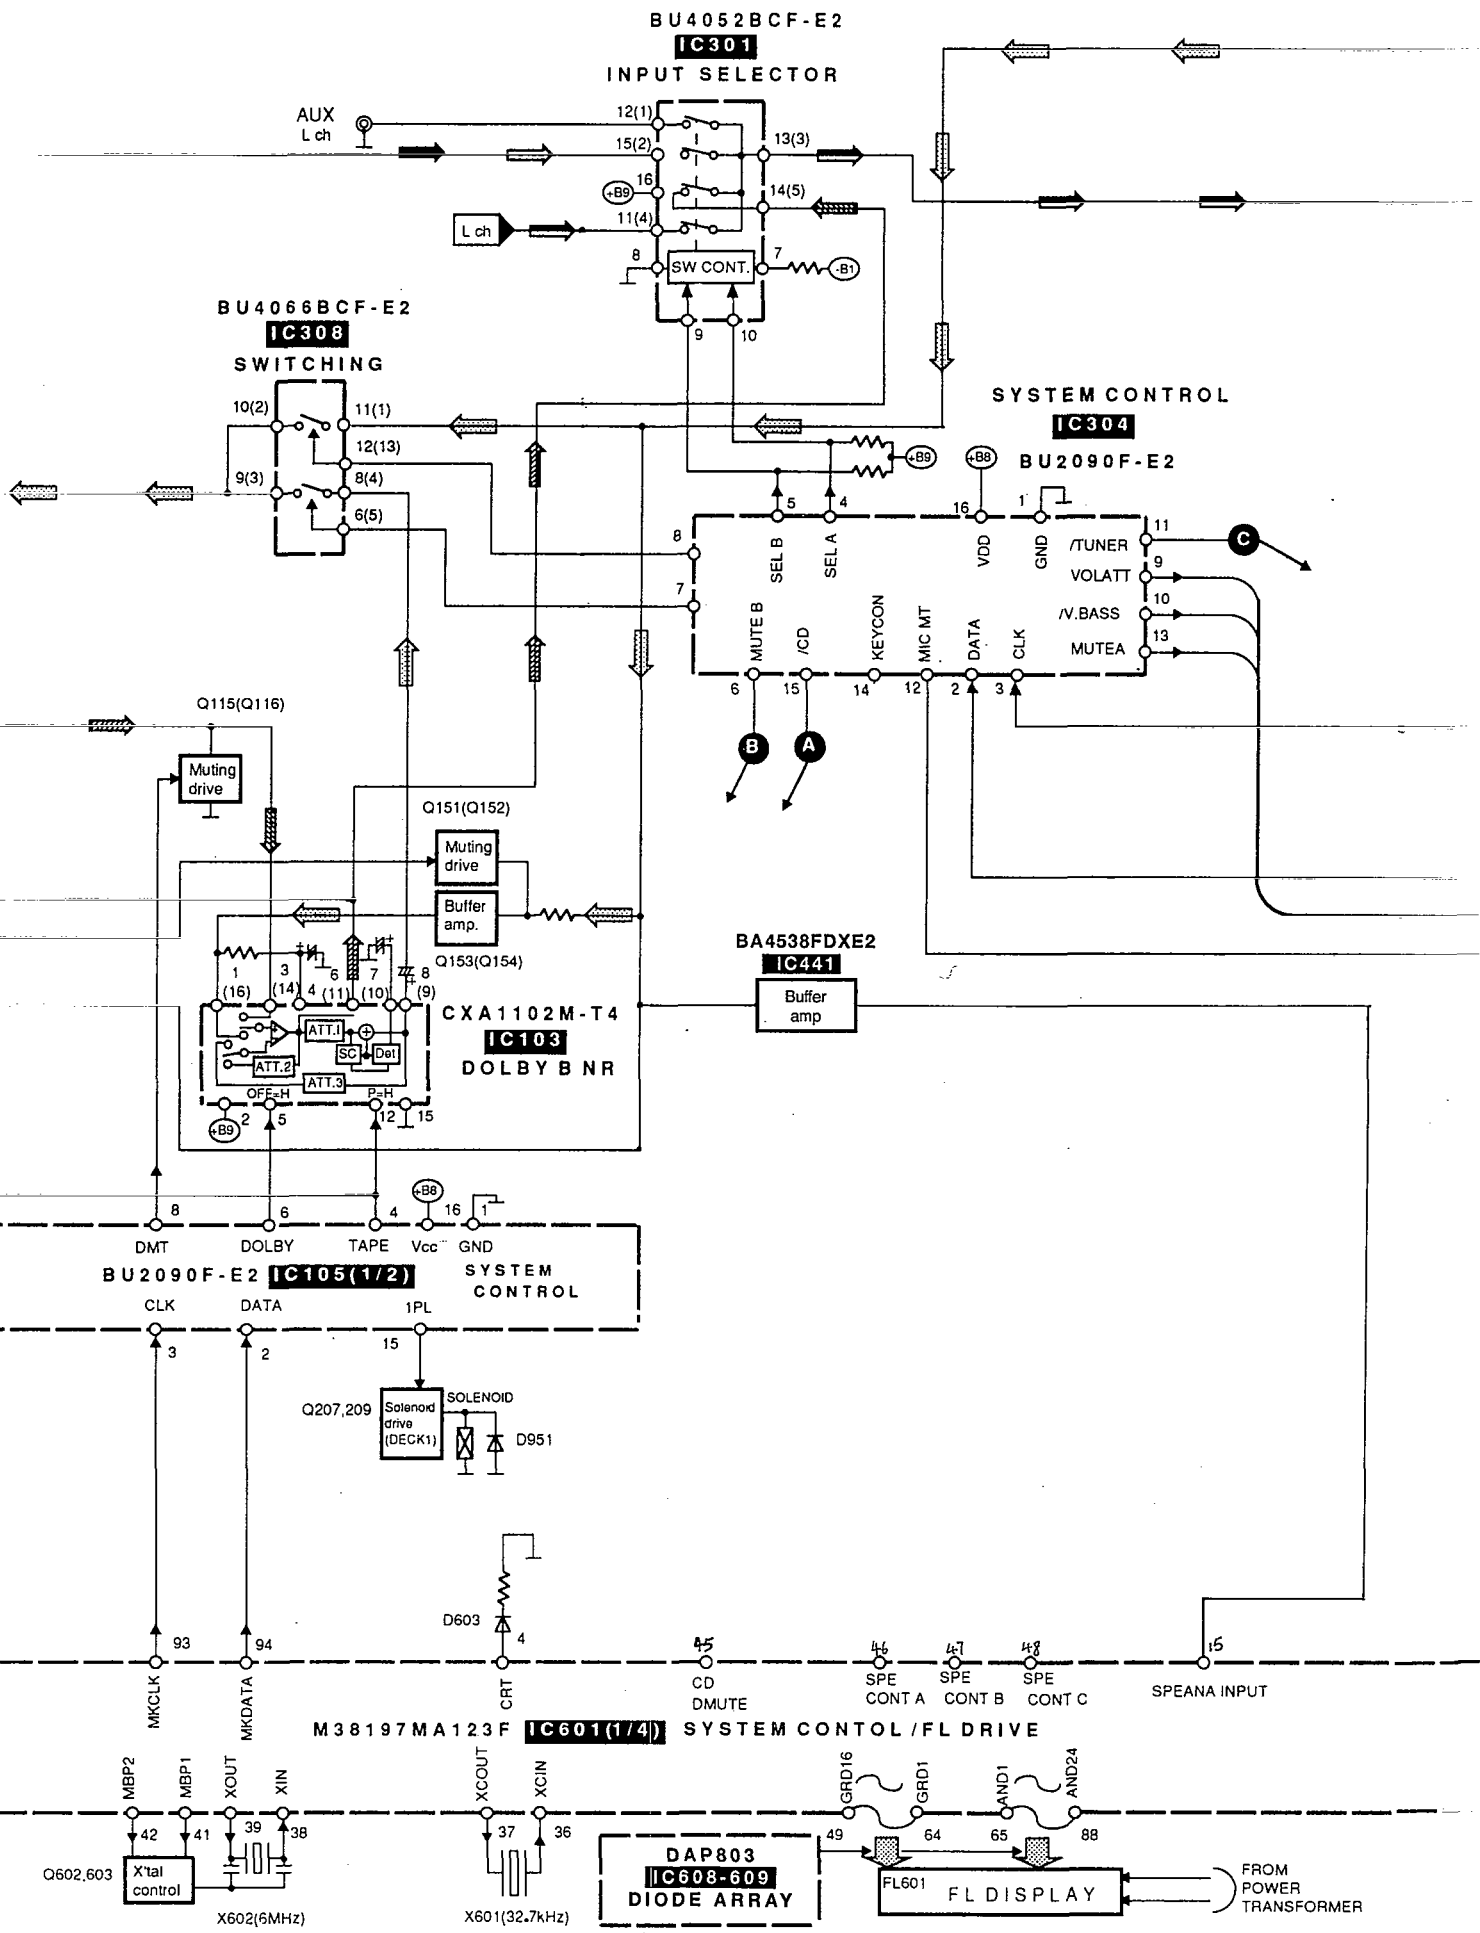 BU4052BCF-E2
IC301
INPUT SELECTOR
AUX
L ch
12(1)
15(2)
13(3)
16
+B9
14(5)
L ch
11(4)
8
SW CONT.
7
-B1
9
10
BU4066BCF-E2
IC308
SWITCHING
10(2)
11(1)
12(13)
9(3)
8(4)
6(5)
SYSTEM CONTROL
IC304
BU2090F-E2
+B9
+B8
5
4
16
1
8
7
SEL B
SEL A
VDD
GND
/TUNER
11
C
VOLATT
9
/V.BASS
10
MUTEA
13
MUTE B
/CD
KEYCON
MIC MT
DATA
CLK
6
15
14
12
2
3
B
A
Q115(Q116)
Muting
drive
Q151(Q152)
Muting
drive
Buffer
amp.
Q153(Q154)
BA4538FDXE2
IC441
Buffer
amp
1
3
6
7
8
(16)
(14)
4
(11)
(10)
(9)
CXA1102M-T4
IC103
DOLBY B NR
ATT.1
SC
Det
ATT.2
ATT.3
OFF=H
P=H
+B9
2
5
12
15
+B8
8
6
4
16
1
DMT
DOLBY
TAPE
Vcc
GND
BU2090F-E2 IC105(1/2)
SYSTEM
CONTROL
CLK
DATA
1PL
3
2
15
Q207,209
Solenoid
drive
(DECK1)
SOLENOID
D951
D603
93
94
4
45
46
47
48
15
MKCLK
MKDATA
CRT
CD
DMUTE
SPE
CONT A
SPE
CONT B
SPE
CONT C
SPEANA INPUT
M38197MA123F IC601(1/4) SYSTEM CONTOL/FL DRIVE
MBP2
MBP1
XOUT
XIN
XCOUT
XCIN
GRD16
GRD1
AND1
AND24
42
41
39
38
37
36
49
64
65
88
Q602,603
X'tal
control
X602(6MHz)
X601(32.7kHz)
DAP803
IC608-609
DIODE ARRAY
FL601
FL DISPLAY
FROM
POWER
TRANSFORMER